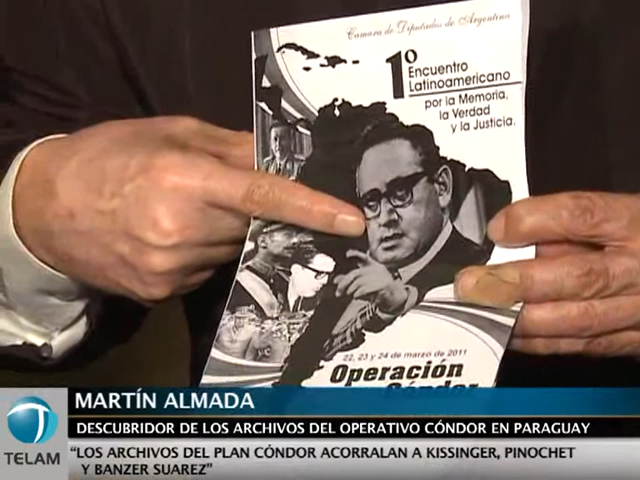 Camara de Diputados de Argentina
1º
Encuentro
Latinoamericano
por la Memoria,
la Verdad
y la Justicia.
22, 23 y 24 de marzo de 2011
Operación
Cóndor
MARTÍN ALMADA
DESCUBRIDOR DE LOS ARCHIVOS DEL OPERATIVO CÓNDOR EN PARAGUAY
TELAM
“LOS ARCHIVOS DEL PLAN CÓNDOR ACORRALAN A KISSINGER, PINOCHET
Y BANZER SUAREZ”